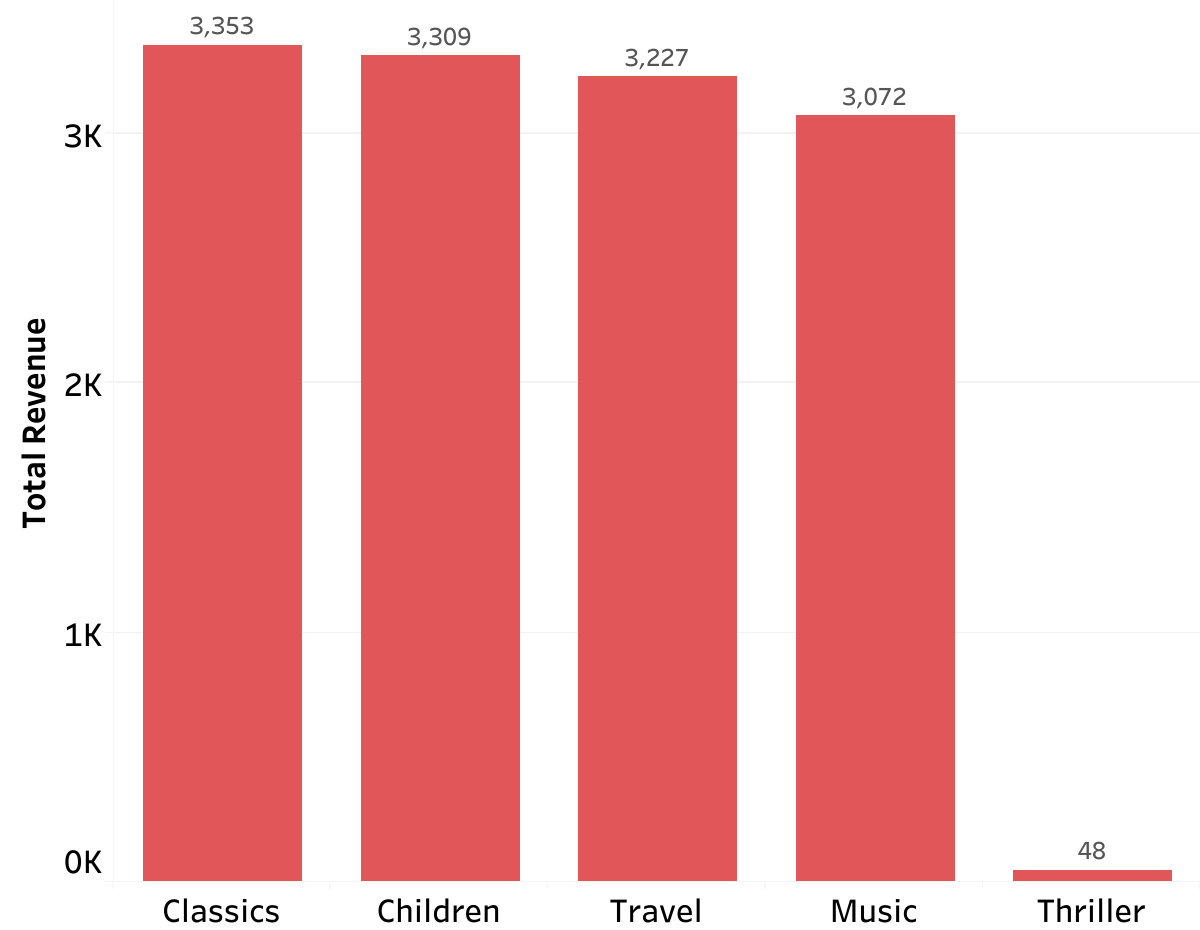 3,353
3,309
3,227
3,072
48
3K
2K
1K
0K
Total Revenue
Classics
Children
Travel
Music
Thriller